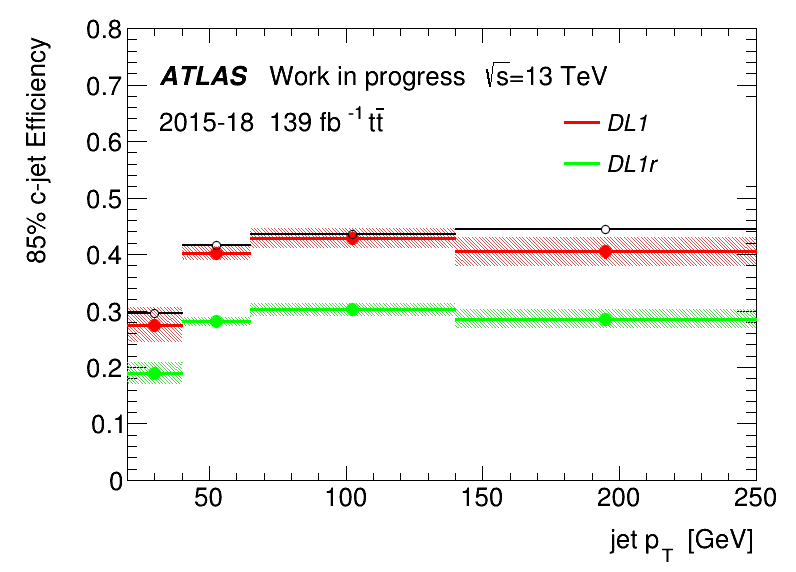 85% c-jet Efficiency
0.8
0.7
0.6
0.5
0.4
0.3
0.2
0.1
0
ATLAS Work in progress √s=13 TeV
2015-18 139 fb⁻¹ tt̄
DL1
DL1r
50 100 150 200 250
jet p_T [GeV]